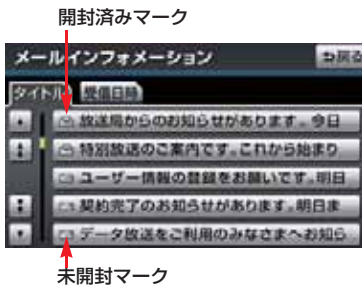 開封済みマーク
メールインフォメーション
戻る
タイトル 受信日時
放送局からのお知らせがあります。今日
特別放送のご案内です。これから始まり
ユーザー情報の登録をお願いです。明日
契約完了のお知らせがあります。明日ま
データ放送をご利用のみなさまへお知ら
未開封マーク